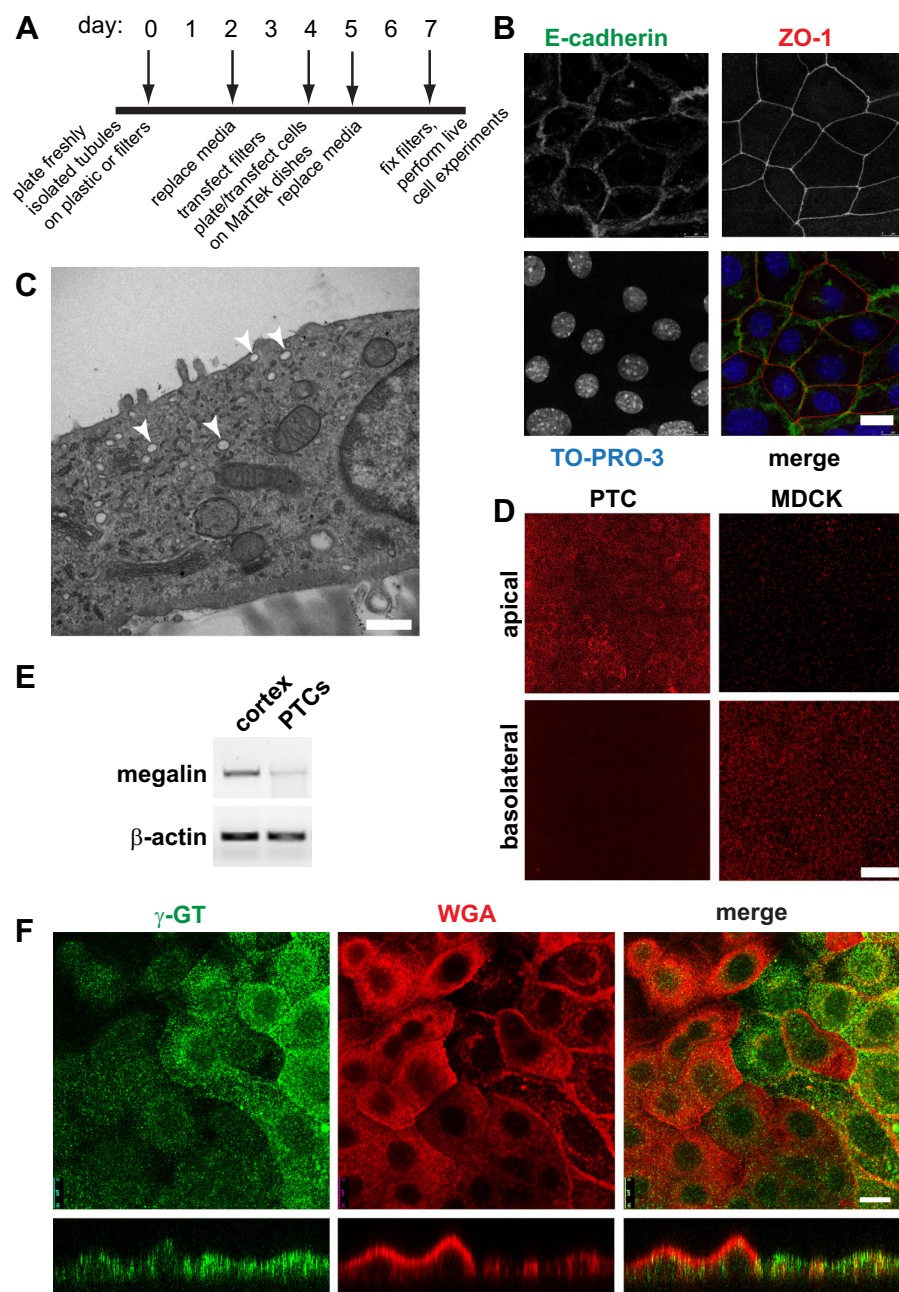 A
day: 0 1 2 3 4 5 6 7
plate freshly
isolated tubules
on plastic or filters
replace media
transfect filters
plate/transfect cells
on MatTek dishes
replace media
fix filters,
perform live
cell experiments
B
E-cadherin
ZO-1
TO-PRO-3
merge
C
D
PTC
MDCK
apical
basolateral
E
cortex
PTCs
megalin
β-actin
F
γ-GT
WGA
merge